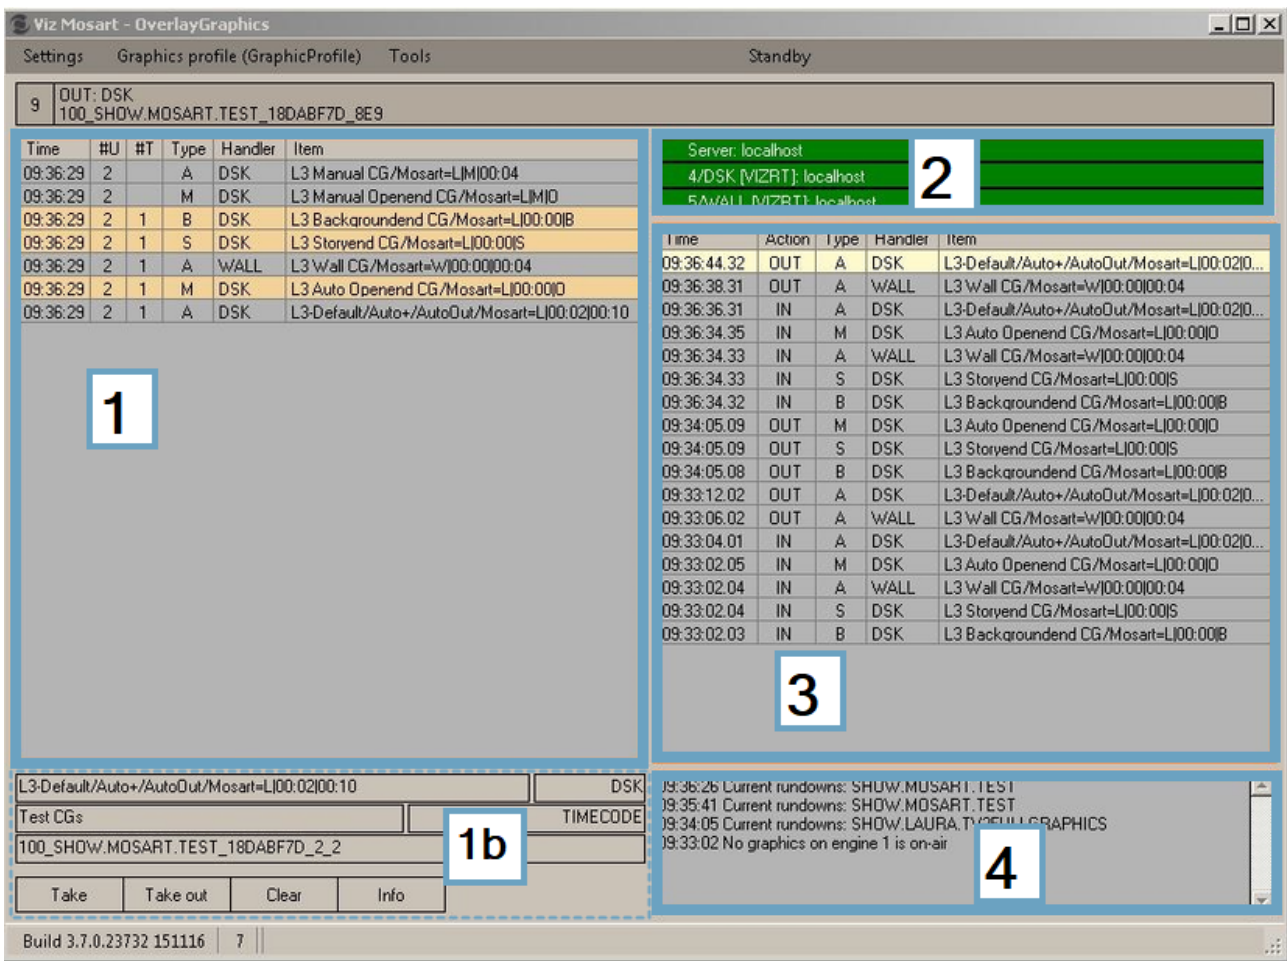 Viz Mosart - OverlayGraphics
Settings Graphics profile (GraphicProfile) Tools Standby
9 OUT: DSK
100_SHOW.MOSART.TEST_18DABF7D_8E9
Time #U #T Type Handler Item
09:36:29 2 A DSK L3 Manual CG/Mosart=L|M|00:04
09:36:29 2 M DSK L3 Manual Openend CG/Mosart=L|M|O
09:36:29 2 1 B DSK L3 Backgroundend CG/Mosart=L|00:00|B
09:36:29 2 1 S DSK L3 Storyend CG/Mosart=L|00:00|S
09:36:29 2 1 A WALL L3 Wall CG/Mosart=W|00:00|00:04
09:36:29 2 1 M DSK L3 Auto Openend CG/Mosart=L|00:00|O
09:36:29 2 1 A DSK L3-Default/Auto+/AutoOut/Mosart=L|00:02|00:10
1
L3-Default/Auto+/AutoOut/Mosart=L|00:02|00:10 DSK
Test CGs TIMECODE
100_SHOW.MOSART.TEST_18DABF7D_2_2
1b
Take Take out Clear Info
Server: localhost
4/DSK [VIZRT]: localhost
5/WALL [VIZRT]: localhost
2
Time Action Type Handler Item
09:36:44.32 OUT A DSK L3-Default/Auto+/AutoOut/Mosart=L|00:02|0...
09:36:38.31 OUT A WALL L3 Wall CG/Mosart=W|00:00|00:04
09:36:36.31 IN A DSK L3-Default/Auto+/AutoOut/Mosart=L|00:02|0...
09:36:34.35 IN M DSK L3 Auto Openend CG/Mosart=L|00:00|O
09:36:34.33 IN A WALL L3 Wall CG/Mosart=W|00:00|00:04
09:36:34.33 IN S DSK L3 Storyend CG/Mosart=L|00:00|S
09:36:34.32 IN B DSK L3 Backgroundend CG/Mosart=L|00:00|B
09:34:05.09 OUT M DSK L3 Auto Openend CG/Mosart=L|00:00|O
09:34:05.09 OUT S DSK L3 Storyend CG/Mosart=L|00:00|S
09:34:05.08 OUT B DSK L3 Backgroundend CG/Mosart=L|00:00|B
09:33:12.02 OUT A DSK L3-Default/Auto+/AutoOut/Mosart=L|00:02|0...
09:33:06.02 OUT A WALL L3 Wall CG/Mosart=W|00:00|00:04
09:33:04.01 IN A DSK L3-Default/Auto+/AutoOut/Mosart=L|00:02|0...
09:33:02.05 IN M DSK L3 Auto Openend CG/Mosart=L|00:00|O
09:33:02.04 IN A WALL L3 Wall CG/Mosart=W|00:00|00:04
09:33:02.04 IN S DSK L3 Storyend CG/Mosart=L|00:00|S
09:33:02.03 IN B DSK L3 Backgroundend CG/Mosart=L|00:00|B
3
09:36:26 Current rundowns: SHOW.MOSART.TEST
09:35:41 Current rundowns: SHOW.MOSART.TEST
09:34:05 Current rundowns: SHOW.LAURA.TV2FULLGRAPHICS
09:33:02 No graphics on engine 1 is on-air
4
Build 3.7.0.23732 151116 7